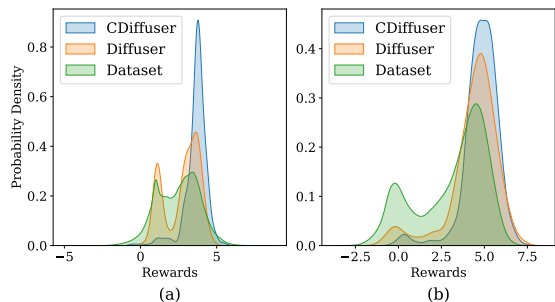 CDiffuser
Diffuser
Dataset
Probability Density
0.0
0.2
0.4
0.6
0.8
−5
0
5
Rewards
(a)
CDiffuser
Diffuser
Dataset
0.0
0.1
0.2
0.3
0.4
−2.5
0.0
2.5
5.0
7.5
Rewards
(b)